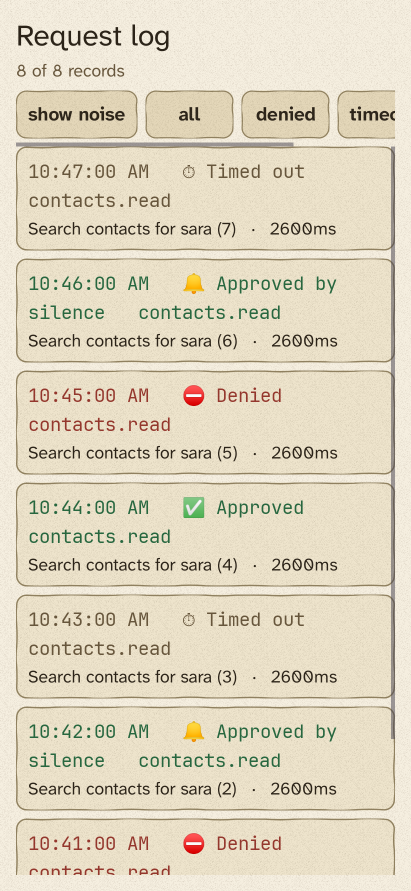 Request log
8 of 8 records
show noise all denied
10:47:00 AM ⏱ Timed out
contacts.read
Search contacts for sara (7) · 2600ms
10:46:00 AM 🔔 Approved by
silence contacts.read
Search contacts for sara (6) · 2600ms
10:45:00 AM ⛔ Denied
contacts.read
Search contacts for sara (5) · 2600ms
10:44:00 AM ✅ Approved
contacts.read
Search contacts for sara (4) · 2600ms
10:43:00 AM ⏱ Timed out
contacts.read
Search contacts for sara (3) · 2600ms
10:42:00 AM 🔔 Approved by
silence contacts.read
Search contacts for sara (2) · 2600ms
10:41:00 AM ⛔ Denied
contacts.read